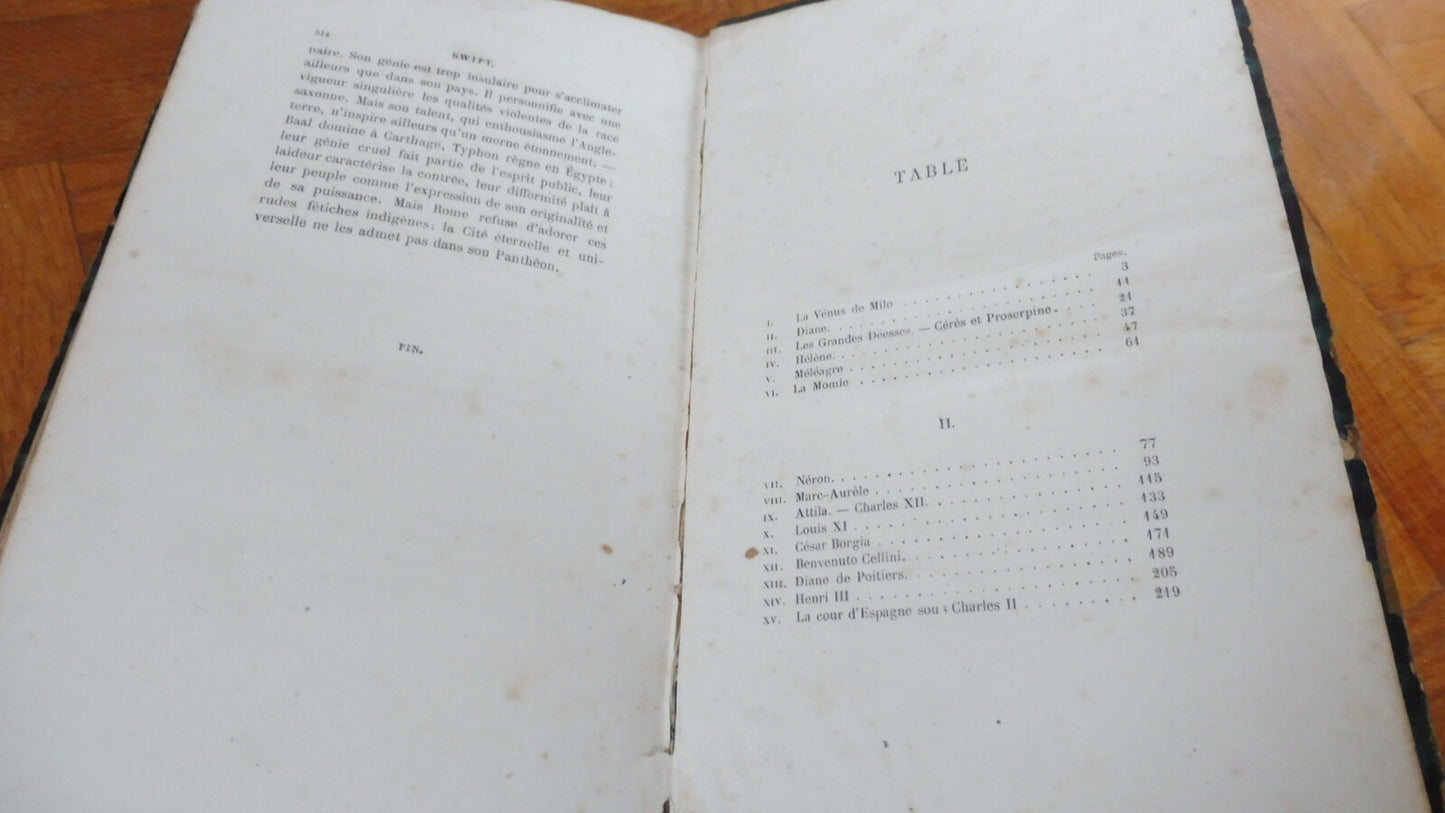 514
SWIFT.
naire. Son génie est trop insulaire pour s'acclimater
ailleurs que dans son pays. Il personnifie avec une
vigueur singulière les qualités violentes de la race
saxonne. Mais son talent, qui enthousiasme l'Angle-
terre, n'inspire ailleurs qu'un morne étonnement. —
Baal domine à Carthage, Typhon règne en Égypte :
leur génie cruel fait partie de l'esprit public, leur
laideur caractérise la contrée, leur difformité plaît à
leur peuple comme l'expression de son originalité et
de sa puissance. Mais Rome refuse d'adorer ces
rudes fétiches indigènes : la Cité éternelle et uni-
verselle ne les admet pas dans son Panthéon.
FIN.
TABLE
Pages.
I. La Vénus de Milo 3
II. Diane. 11
III. Les Grandes Déesses. — Cérès et Proserpine. 21
IV. Hélène. 37
V. Méléagre 47
VI. La Momie 61
II.
VII. Néron. 77
VIII. Marc-Aurèle 93
IX. Attila. — Charles XII. 115
X. Louis XI 133
XI. César Borgia 149
XII. Benvenuto Cellini. 171
XIII. Diane de Poitiers. 189
XIV. Henri III 205
XV. La cour d'Espagne sous Charles II 219